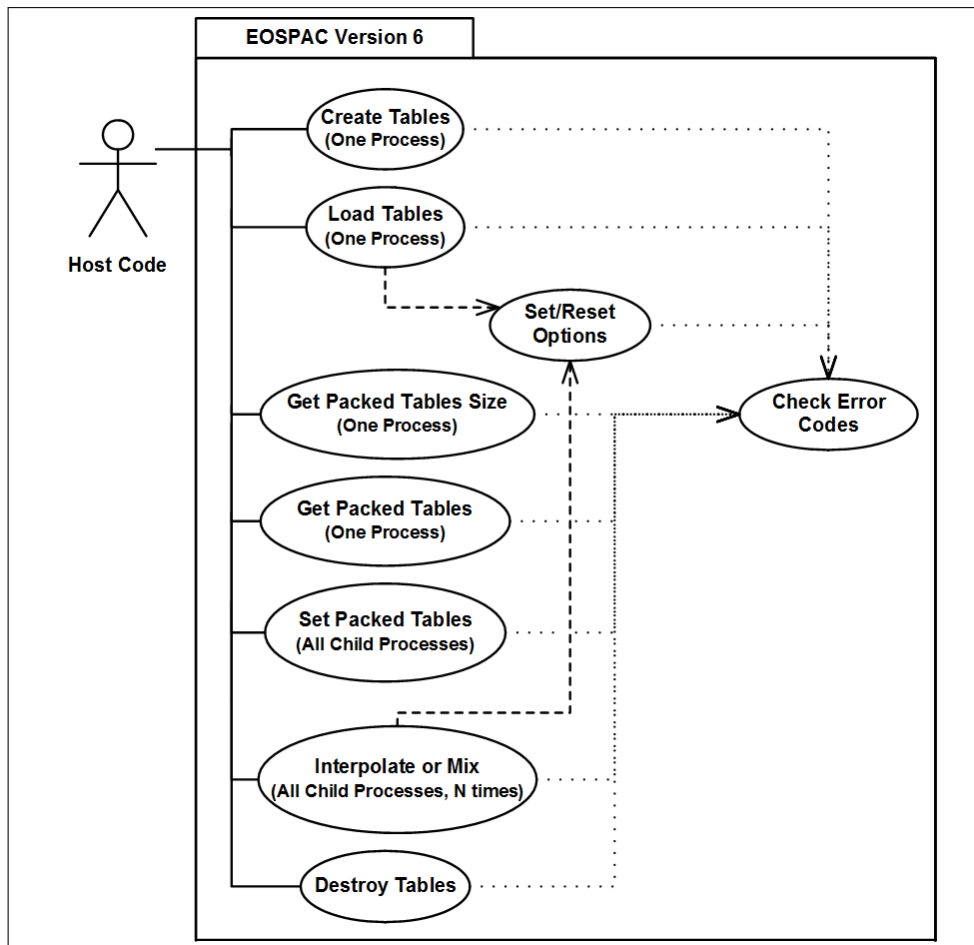 EOSPAC Version 6
Create Tables
(One Process)
Host Code
Load Tables
(One Process)
Set/Reset
Options
Get Packed Tables Size
(One Process)
Check Error
Codes
Get Packed Tables
(One Process)
Set Packed Tables
(All Child Processes)
Interpolate or Mix
(All Child Processes, N times)
Destroy Tables